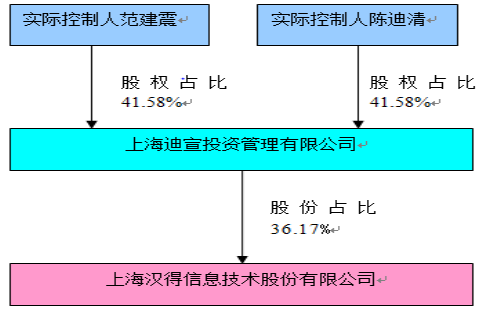 实际控制人范建震
实际控制人陈迪清
股权占比
41.58%
股权占比
41.58%
上海迪宣投资管理有限公司
股份占比
36.17%
上海汉得信息技术股份有限公司